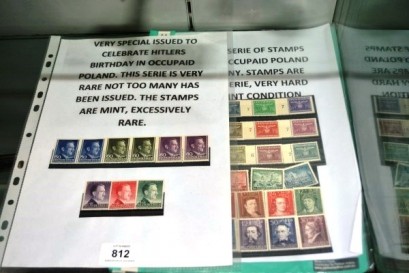 VERY SPECIAL ISSUED TO
CELEBRATE HITLERS
BIRTHDAY IN OCCUPAID
POLAND. THIS SERIE IS VERY
RARE NOT TOO MANY HAS
BEEN ISSUED. THE STAMPS
ARE MINT, EXCESSIVELY
RARE.
812
SERIE OF STAMPS
OCCUPAID POLAND
NY. STAMPS ARE
SERIE, VERY HARD
INT CONDITION